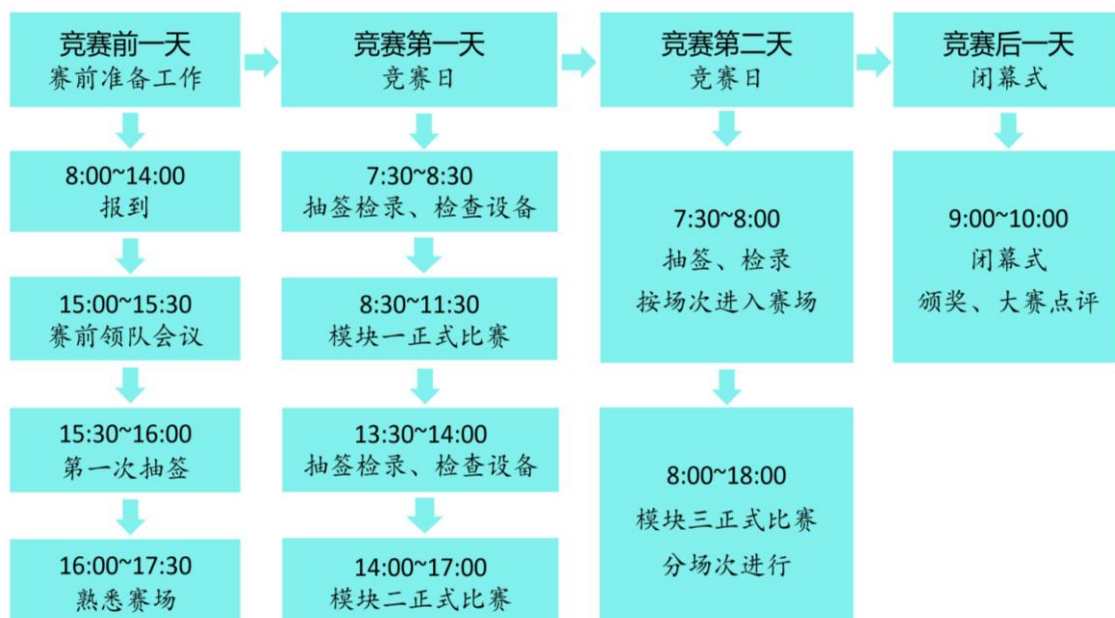 竞赛前一天
赛前准备工作
8:00~14:00
报到
15:00~15:30
赛前领队会议
15:30~16:00
第一次抽签
16:00~17:30
熟悉赛场
竞赛第一天
竞赛日
7:30~8:30
抽签检录、检查设备
8:30~11:30
模块一正式比赛
13:30~14:00
抽签检录、检查设备
14:00~17:00
模块二正式比赛
竞赛第二天
竞赛日
7:30~8:00
抽签、检录
按场次进入赛场
8:00~18:00
模块三正式比赛
分场次进行
竞赛后一天
闭幕式
9:00~10:00
闭幕式
颁奖、大赛点评